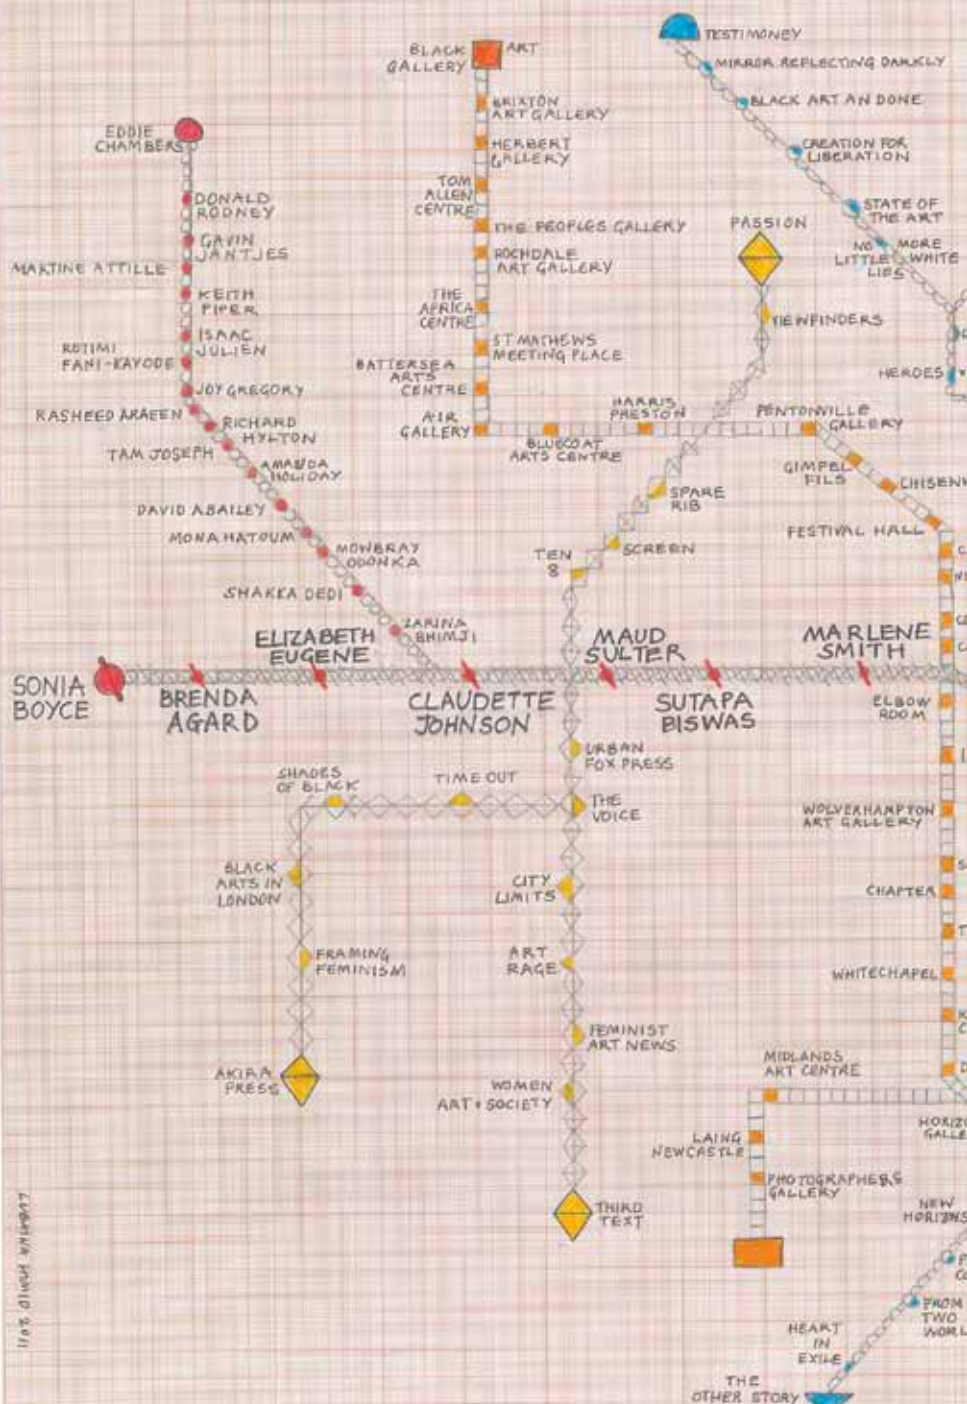 TESTIMONEY
MIRROR REFLECTING DARKLY
BLACK ART AN DONE
CREATION FOR
LIBERATION
STATE OF
THE ART
NO MORE
LITTLE WHITE
LIES
HEROES
BLACK ART
GALLERY
BRIXTON
ART GALLERY
HERBERT
GALLERY
TOM
ALLEN
CENTRE
THE PEOPLES GALLERY
ROCHDALE
ART GALLERY
THE
AFRICA
CENTRE
ST MATHEWS
MEETING PLACE
BATTERSEA
ARTS
CENTRE
AIR
GALLERY
BLUECOAT
ARTS CENTRE
HARRIS
PRESTON
PENTONVILLE
GALLERY
GIMPEL
FILS
FESTIVAL HALL
PASSION
VIEWFINDERS
SPARE
RIB
SCREEN
TEN
8
EDDIE
CHAMBERS
DONALD
RODNEY
GAVIN
JANTJES
MARTINE ATTILLE
KEITH
PIPER
ISAAC
JULIEN
ROTIMI
FANI-KAYODE
JOY GREGORY
RASHEED ARAEEN
RICHARD
HYLTON
TAM JOSEPH
AMANDA
HOLIDAY
DAVID A BAILEY
MONA HATOUM
MOWBRAY
ODONKA
SHAKKA DEDI
ZARINA
BHIMJI
SONIA
BOYCE
BRENDA
AGARD
ELIZABETH
EUGENE
CLAUDETTE
JOHNSON
MAUD
SULTER
SUTAPA
BISWAS
MARLENE
SMITH
ELBOW
ROOM
WOLVERHAMPTON
ART GALLERY
CHAPTER
WHITECHAPEL
URBAN
FOX PRESS
THE
VOICE
TIME OUT
SHADES
OF BLACK
BLACK
ARTS IN
LONDON
FRAMING
FEMINISM
AKIRA
PRESS
CITY
LIMITS
ART
RAGE
FEMINIST
ART NEWS
WOMEN
ART + SOCIETY
THIRD
TEXT
MIDLANDS
ART CENTRE
LAING
NEWCASTLE
PHOTOGRAPHERS
GALLERY
NEW
HORIZONS
FROM
TWO
HEART
IN
EXILE
THE
OTHER STORY
LUBAINA HIMID 2011